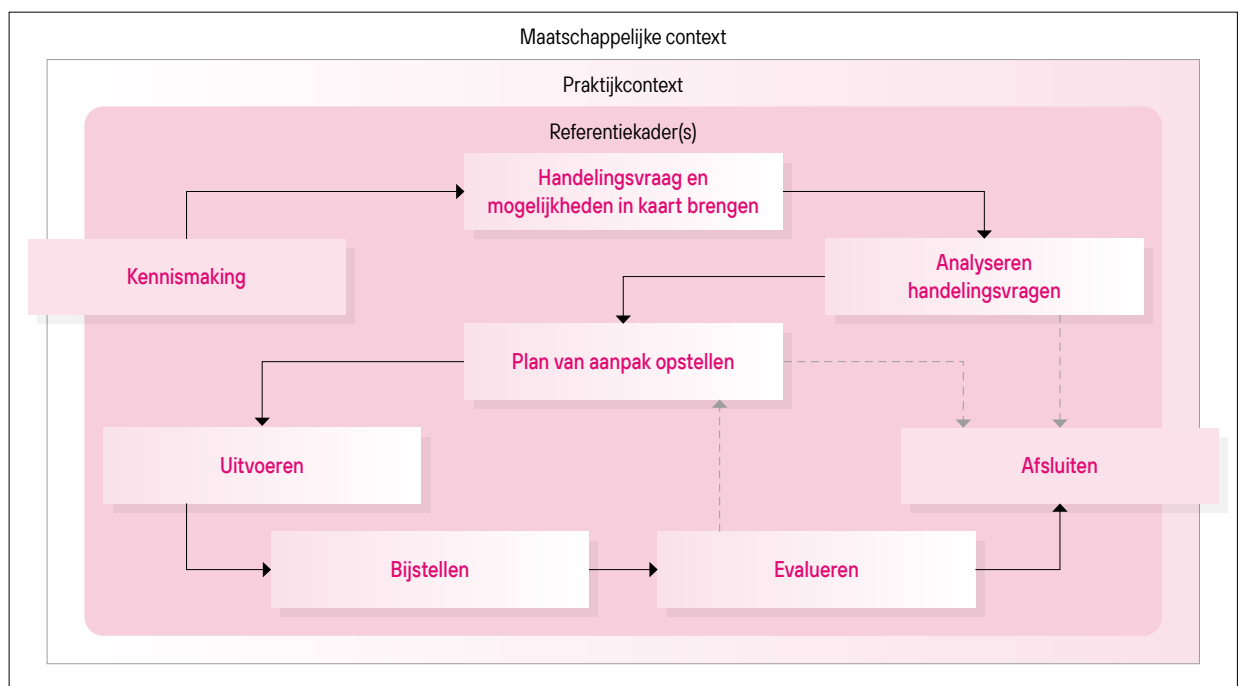 Maatschappelijke context
Praktijkcontext
Referentiekader(s)
Handelingsvraag en
mogelijkheden in kaart brengen
Kennismaking
Analyseren
handelingsvragen
Plan van aanpak opstellen
Uitvoeren
Afsluiten
Bijstellen
Evalueren